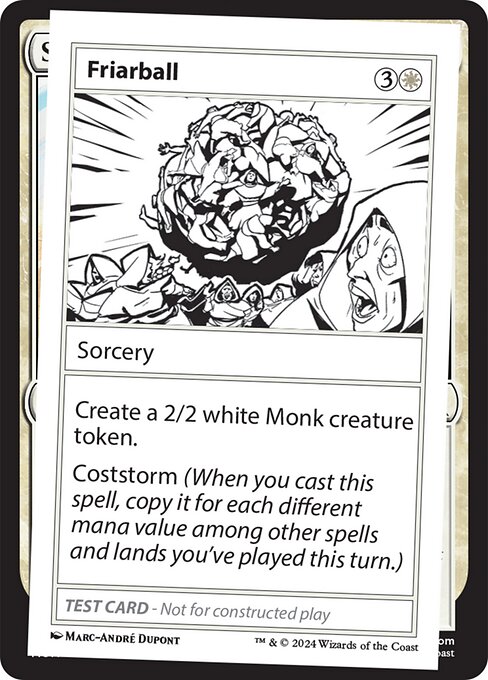 Friarball 3
Sorcery
Create a 2/2 white Monk creature
token.
Coststorm (When you cast this
spell, copy it for each different
mana value among other spells
and lands you've played this turn.)
TEST CARD - Not for constructed play
Marc-André Dupont ™ & © 2024 Wizards of the Coast